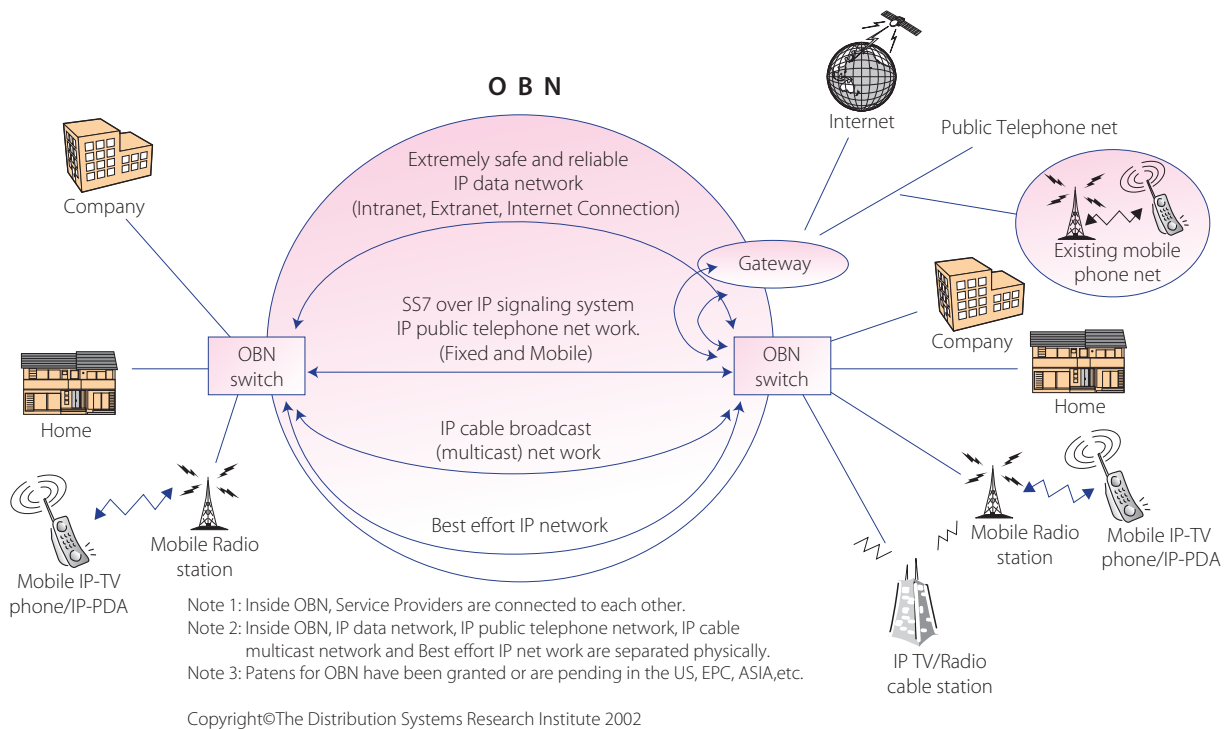 O B N
Extremely safe and reliable
IP data network
(Intranet, Extranet, Internet Connection)
Internet
Public Telephone net
Company
Gateway
Existing mobile
phone net
SS7 over IP signaling system
IP public telephone net work.
(Fixed and Mobile)
Company
OBN
switch
OBN
switch
Home
Home
IP cable broadcast
(multicast) net work
Best effort IP network
Mobile Radio
station
Mobile IP-TV
phone/IP-PDA
Mobile Radio
station
Mobile IP-TV
phone/IP-PDA
IP TV/Radio
cable station
Note 1: Inside OBN, Service Providers are connected to each other.
Note 2: Inside OBN, IP data network, IP public telephone network, IP cable
multicast network and Best effort IP net work are separated physically.
Note 3: Patens for OBN have been granted or are pending in the US, EPC, ASIA,etc.
Copyright©The Distribution Systems Research Institute 2002